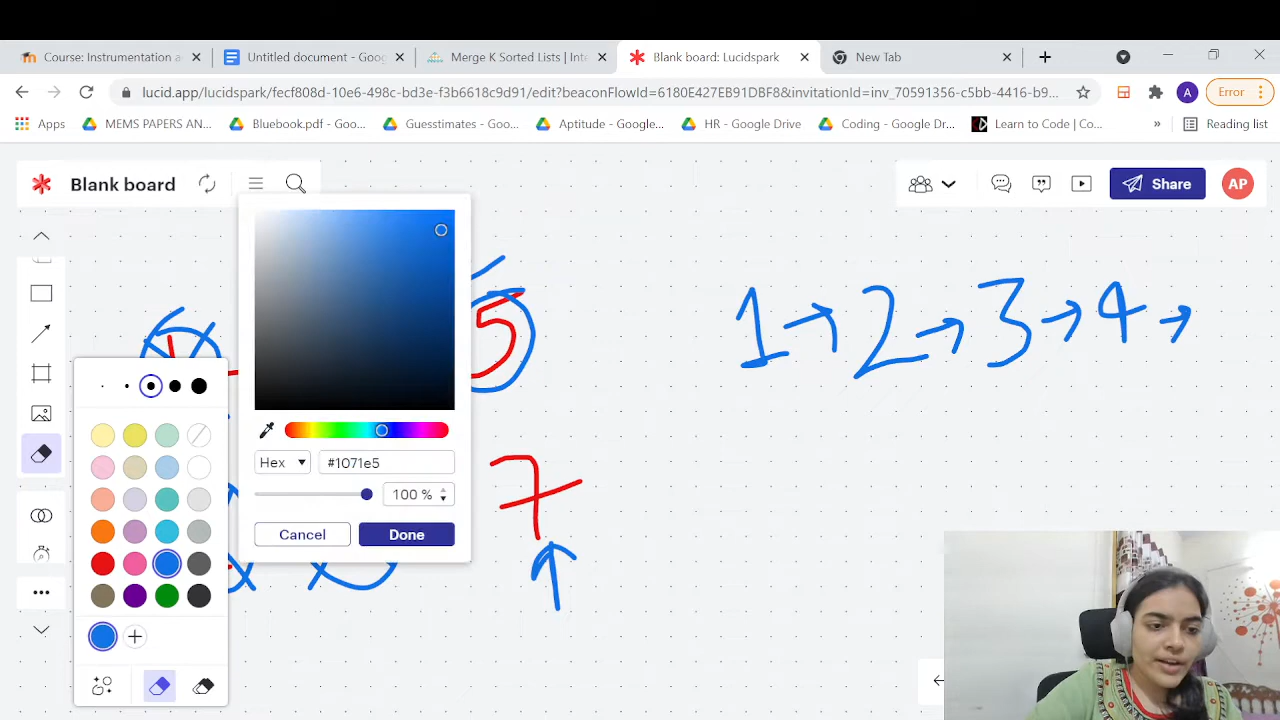 Course: Instrumentation a
Untitled document - Goog
Merge K Sorted Lists | Inte
Blank board: Lucidspark
New Tab
lucid.app/lucidspark/fecf808d-10e6-498c-bd3e-f3b6618c9d91/edit?beaconFlowId=6180E427EB91DBF8&invitationId=inv_70591356-c5bb-4416-b9...
A
Error
Apps
MEMS PAPERS AN...
Bluebook.pdf - Goo...
Guesstimates - Goo...
Aptitude - Google...
HR - Google Drive
Coding - Google Dr...
Learn to Code | Co...
»
Reading list
Blank board
Share
AP
5
1 → 2 → 3 → 4 →
Hex
#1071e5
7
100 %
Cancel
Done